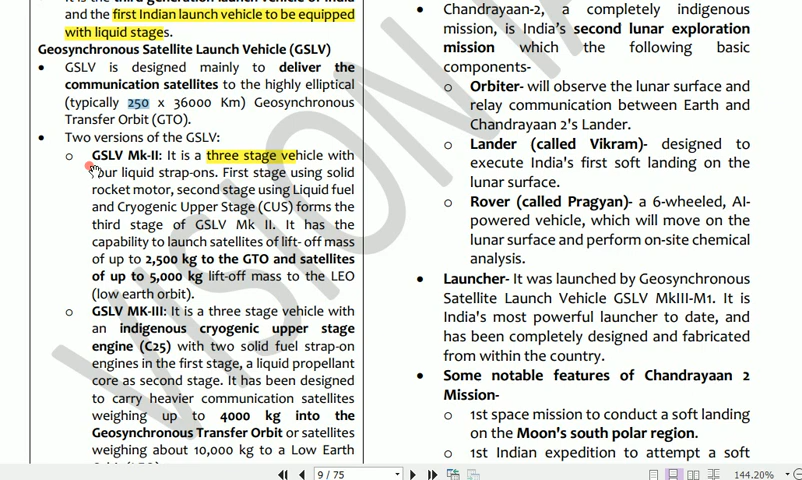 It is the third generation launch vehicle of India
and the first Indian launch vehicle to be equipped
with liquid stages.
Geosynchronous Satellite Launch Vehicle (GSLV)
• GSLV is designed mainly to deliver the
communication satellites to the highly elliptical
(typically 250 x 36000 Km) Geosynchronous
Transfer Orbit (GTO).
• Two versions of the GSLV:
o GSLV Mk-II: It is a three stage vehicle with
four liquid strap-ons. First stage using solid
rocket motor, second stage using Liquid fuel
and Cryogenic Upper Stage (CUS) forms the
third stage of GSLV Mk II. It has the
capability to launch satellites of lift- off mass
of up to 2,500 kg to the GTO and satellites
of up to 5,000 kg lift-off mass to the LEO
(low earth orbit).
o GSLV MK-III: It is a three stage vehicle with
an indigenous cryogenic upper stage
engine (C25) with two solid fuel strap-on
engines in the first stage, a liquid propellant
core as second stage. It has been designed
to carry heavier communication satellites
weighing up to 4000 kg into the
Geosynchronous Transfer Orbit or satellites
weighing about 10,000 kg to a Low Earth
• Chandrayaan-2, a completely indigenous
mission, is India's second lunar exploration
mission which the following basic
components-
o Orbiter- will observe the lunar surface and
relay communication between Earth and
Chandrayaan 2's Lander.
o Lander (called Vikram)- designed to
execute India's first soft landing on the
lunar surface.
o Rover (called Pragyan)- a 6-wheeled, AI-
powered vehicle, which will move on the
lunar surface and perform on-site chemical
analysis.
• Launcher- It was launched by Geosynchronous
Satellite Launch Vehicle GSLV MkIII-M1. It is
India's most powerful launcher to date, and
has been completely designed and fabricated
from within the country.
• Some notable features of Chandrayaan 2
Mission-
o 1st space mission to conduct a soft landing
on the Moon's south polar region.
o 1st Indian expedition to attempt a soft
VISION IA
9 / 75
144.20%